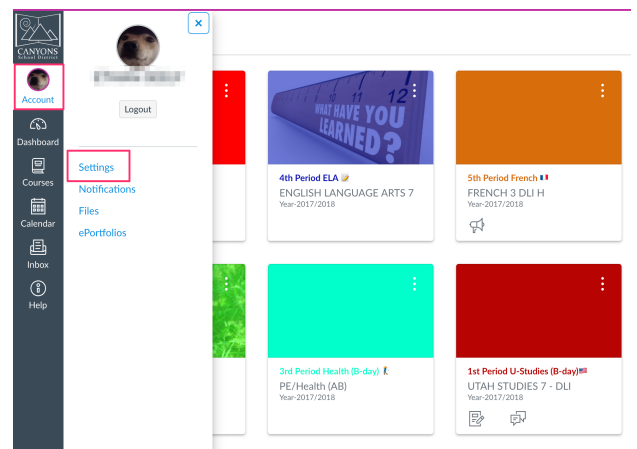 CANYONS
School District
Account
Dashboard
Courses
Calendar
Inbox
Help
×
Logout
Settings
Notifications
Files
ePortfolios
10 11 12
WHAT HAVE YOU
LEARNED?
4th Period ELA
ENGLISH LANGUAGE ARTS 7
Year-2017/2018
5th Period French
FRENCH 3 DLI H
Year-2017/2018
3rd Period Health (B-day)
PE/Health (AB)
Year-2017/2018
1st Period U-Studies (B-day)
UTAH STUDIES 7 - DLI
Year-2017/2018